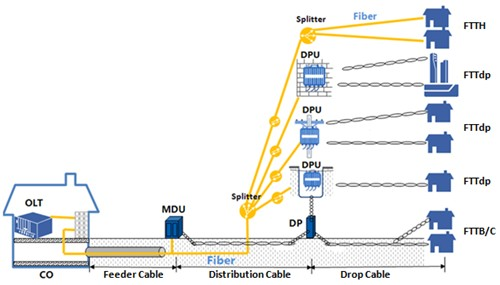 Splitter
Fiber
FTTH
DPU
FTTdp
DPU
FTTdp
DPU
FTTdp
Splitter
OLT
MDU
DP
FTTB/C
Fiber
CO
Feeder Cable
Distribution Cable
Drop Cable